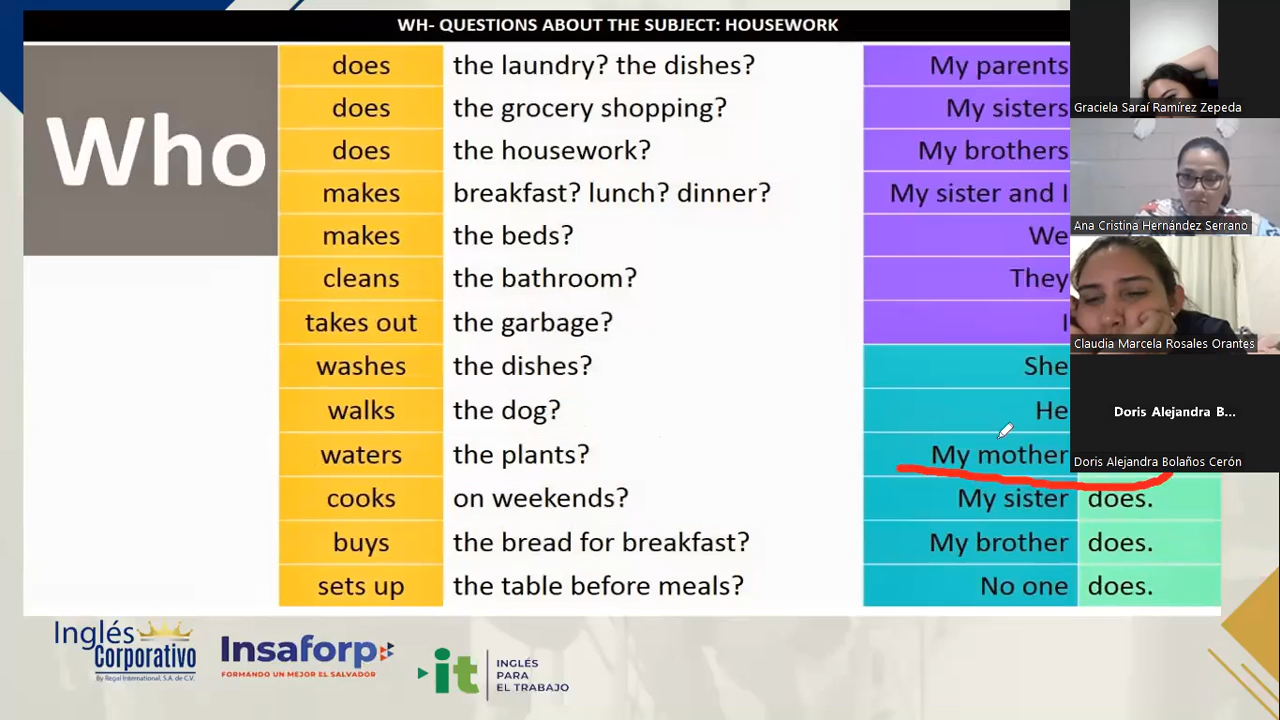 WH- QUESTIONS ABOUT THE SUBJECT: HOUSEWORK
Who
does the laundry? the dishes? My parents
does the grocery shopping? My sisters
does the housework? My brothers
makes breakfast? lunch? dinner? My sister and I
makes the beds? We
cleans the bathroom? They
takes out the garbage? I
washes the dishes? She
walks the dog? He
waters the plants? My mother
cooks on weekends? My sister does.
buys the bread for breakfast? My brother does.
sets up the table before meals? No one does.
Graciela Saraí Ramírez Zepeda
Ana Cristina Hernández Serrano
Claudia Marcela Rosales Orantes
Doris Alejandra B...
Doris Alejandra Bolaños Cerón
Inglés
Corporativo
By Regal International, S.A. de C.V.
Insaforp
FORMANDO UN MEJOR EL SALVADOR
it
INGLÉS
PARA
EL TRABAJO